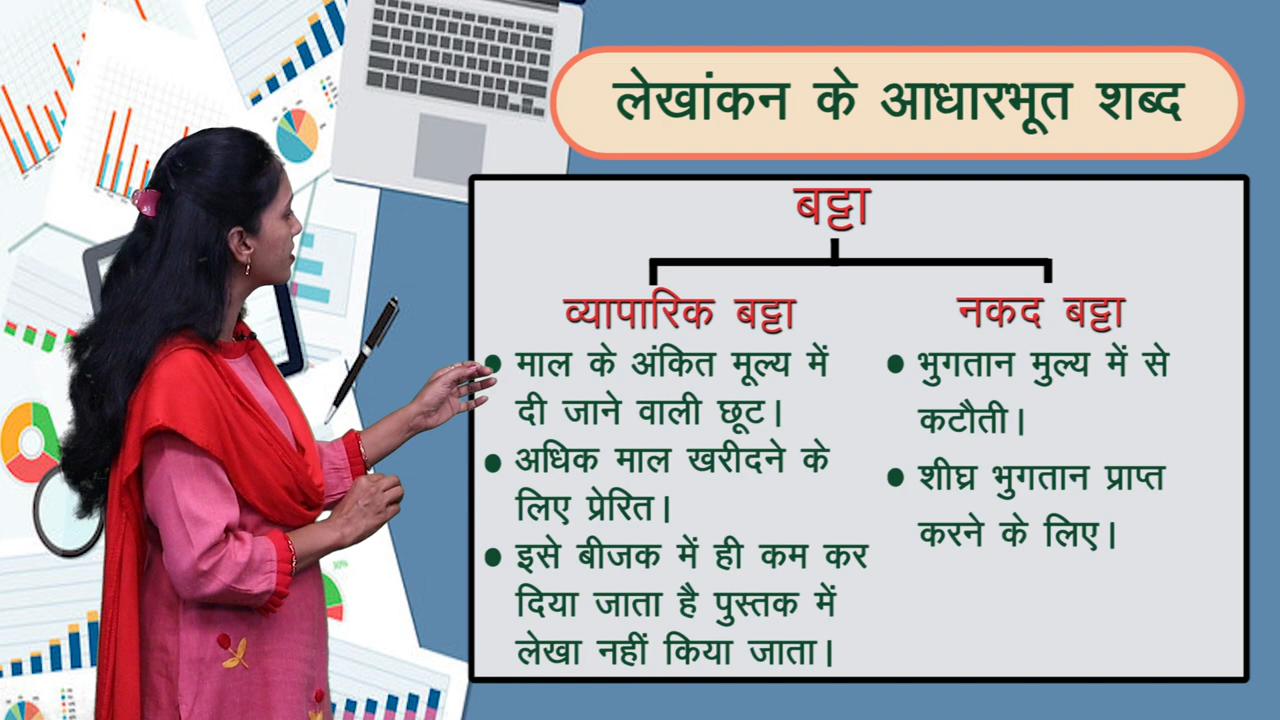 लेखांकन के आधारभूत शब्द
बट्टा
व्यापारिक बट्टा
माल के अंकित मूल्य में
दी जाने वाली छूट।
अधिक माल खरीदने के
लिए प्रेरित।
इसे बीजक में ही कम कर
दिया जाता है पुस्तक में
लेखा नहीं किया जाता।
नकद बट्टा
भुगतान मुल्य में से
कटौती।
शीघ्र भुगतान प्राप्त
करने के लिए।